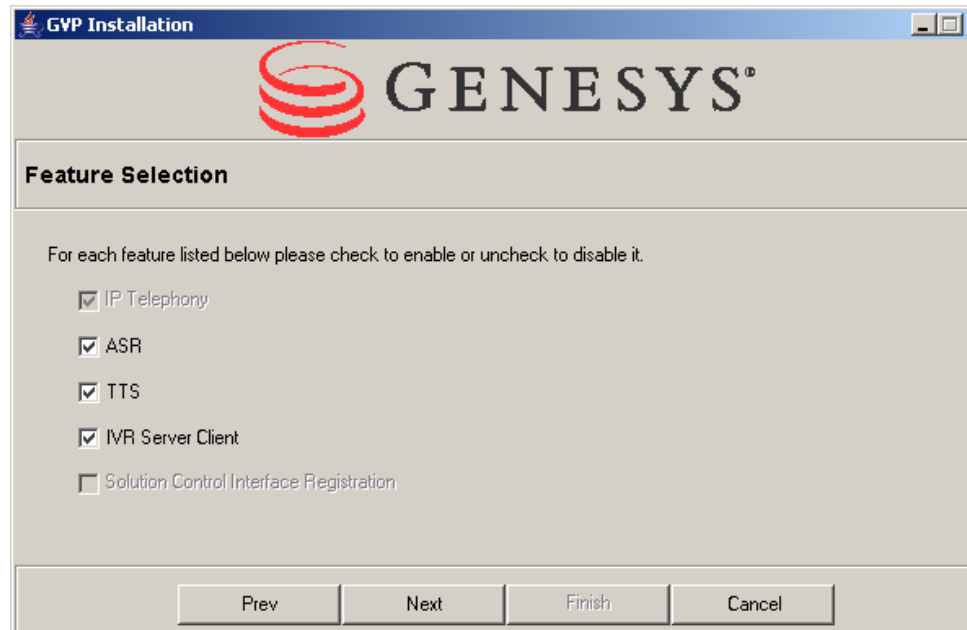 GVP Installation
GENESYS®
Feature Selection
For each feature listed below please check to enable or uncheck to disable it.
IP Telephony
ASR
TTS
IVR Server Client
Solution Control Interface Registration
Prev Next Finish Cancel